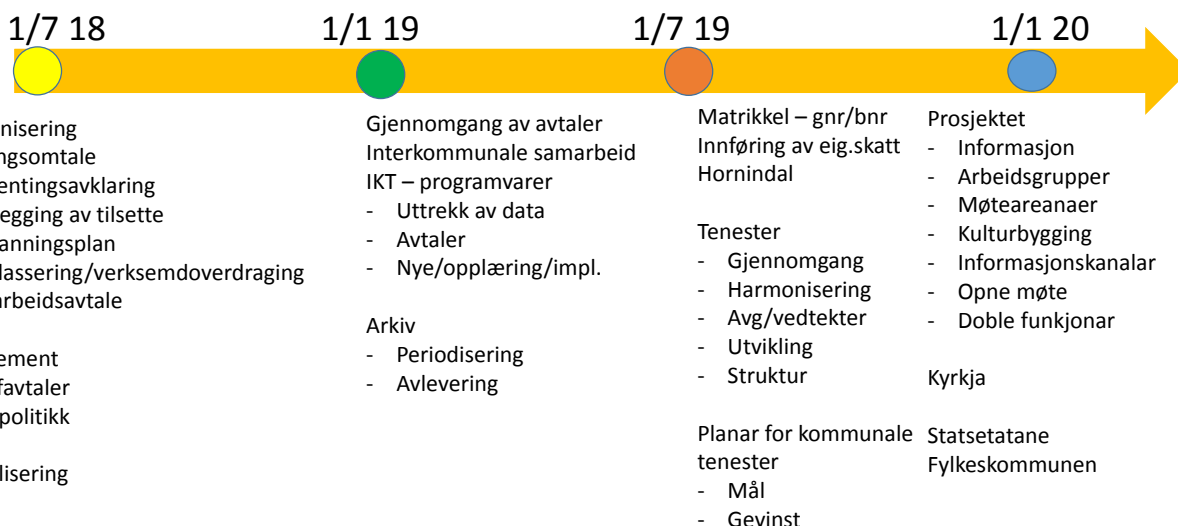 1/7 18
1/1 19
1/7 19
1/1 20
nisering
ngsomtale
entingsavklaring
egging av tilsette
anningsplan
lassering/verksemdoverdraging
arbeidsavtale
ement
favtaler
politikk
lisering
Gjennomgang av avtaler
Interkommunale samarbeid
IKT – programvarer
- Uttrekk av data
- Avtaler
- Nye/opplæring/impl.
Arkiv
- Periodisering
- Avlevering
Matrikkel – gnr/bnr
Innføring av eig.skatt
Hornindal
Tenester
- Gjennomgang
- Harmonisering
- Avg/vedtekter
- Utvikling
- Struktur
Planar for kommunale
tenester
- Mål
- Gevinst
Prosjektet
- Informasjon
- Arbeidsgrupper
- Møteareanaer
- Kulturbygging
- Informasjonskanalar
- Opne møte
- Doble funkjonar
Kyrkja
Statsetatane
Fylkeskommunen